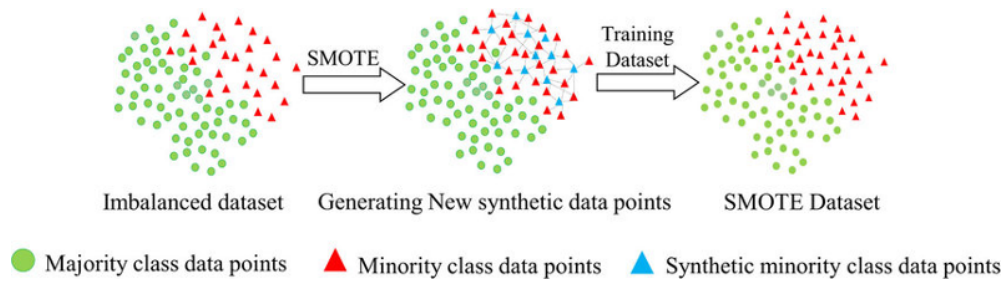 SMOTE
Training
Dataset
Imbalanced dataset
Generating New synthetic data points
SMOTE Dataset
Majority class data points
Minority class data points
Synthetic minority class data points